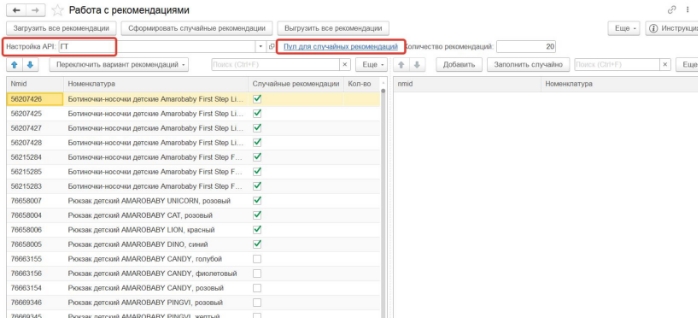 Работа с рекомендациями
Загрузить все рекомендации Сформировать случайные рекомендации Выгрузить все рекомендации Еще Инструкци
Настройка API: ГТ Пул для случайных рекомендаций Количество рекомендаций: 20
Переключить вариант рекомендаций Поиск (Ctrl+F) × Еще Добавить Заполнить случайно Поиск (Ctrl+F) × Еще
Nmid Номенклатура Случайные рекомендации Кол-во nmid Номенклатура
56207426 Ботиночки-носочки детские Amarobaby First Step Li...
56207425 Ботиночки-носочки детские Amarobaby First Step Li...
56207427 Ботиночки-носочки детские Amarobaby First Step Li...
56207428 Ботиночки-носочки детские Amarobaby First Step Li...
56215284 Ботиночки-носочки детские Amarobaby First Step F...
56215285 Ботиночки-носочки детские Amarobaby First Step F...
56215283 Ботиночки-носочки детские Amarobaby First Step F...
76658007 Рюкзак детский AMAROBABY UNICORN, розовый
76658004 Рюкзак детский AMAROBABY CAT, розовый
76658006 Рюкзак детский AMAROBABY LION, красный
76658005 Рюкзак детский AMAROBABY DINO, синий
76663155 Рюкзак детский AMAROBABY CANDY, голубой
76663156 Рюкзак детский AMAROBABY CANDY, фиолетовый
76663154 Рюкзак детский AMAROBABY CANDY, розовый
76669346 Рюкзак детский AMAROBABY PINGVI, розовый
76669345 Рюкзак детский AMAROBABY PINGVI, желтый